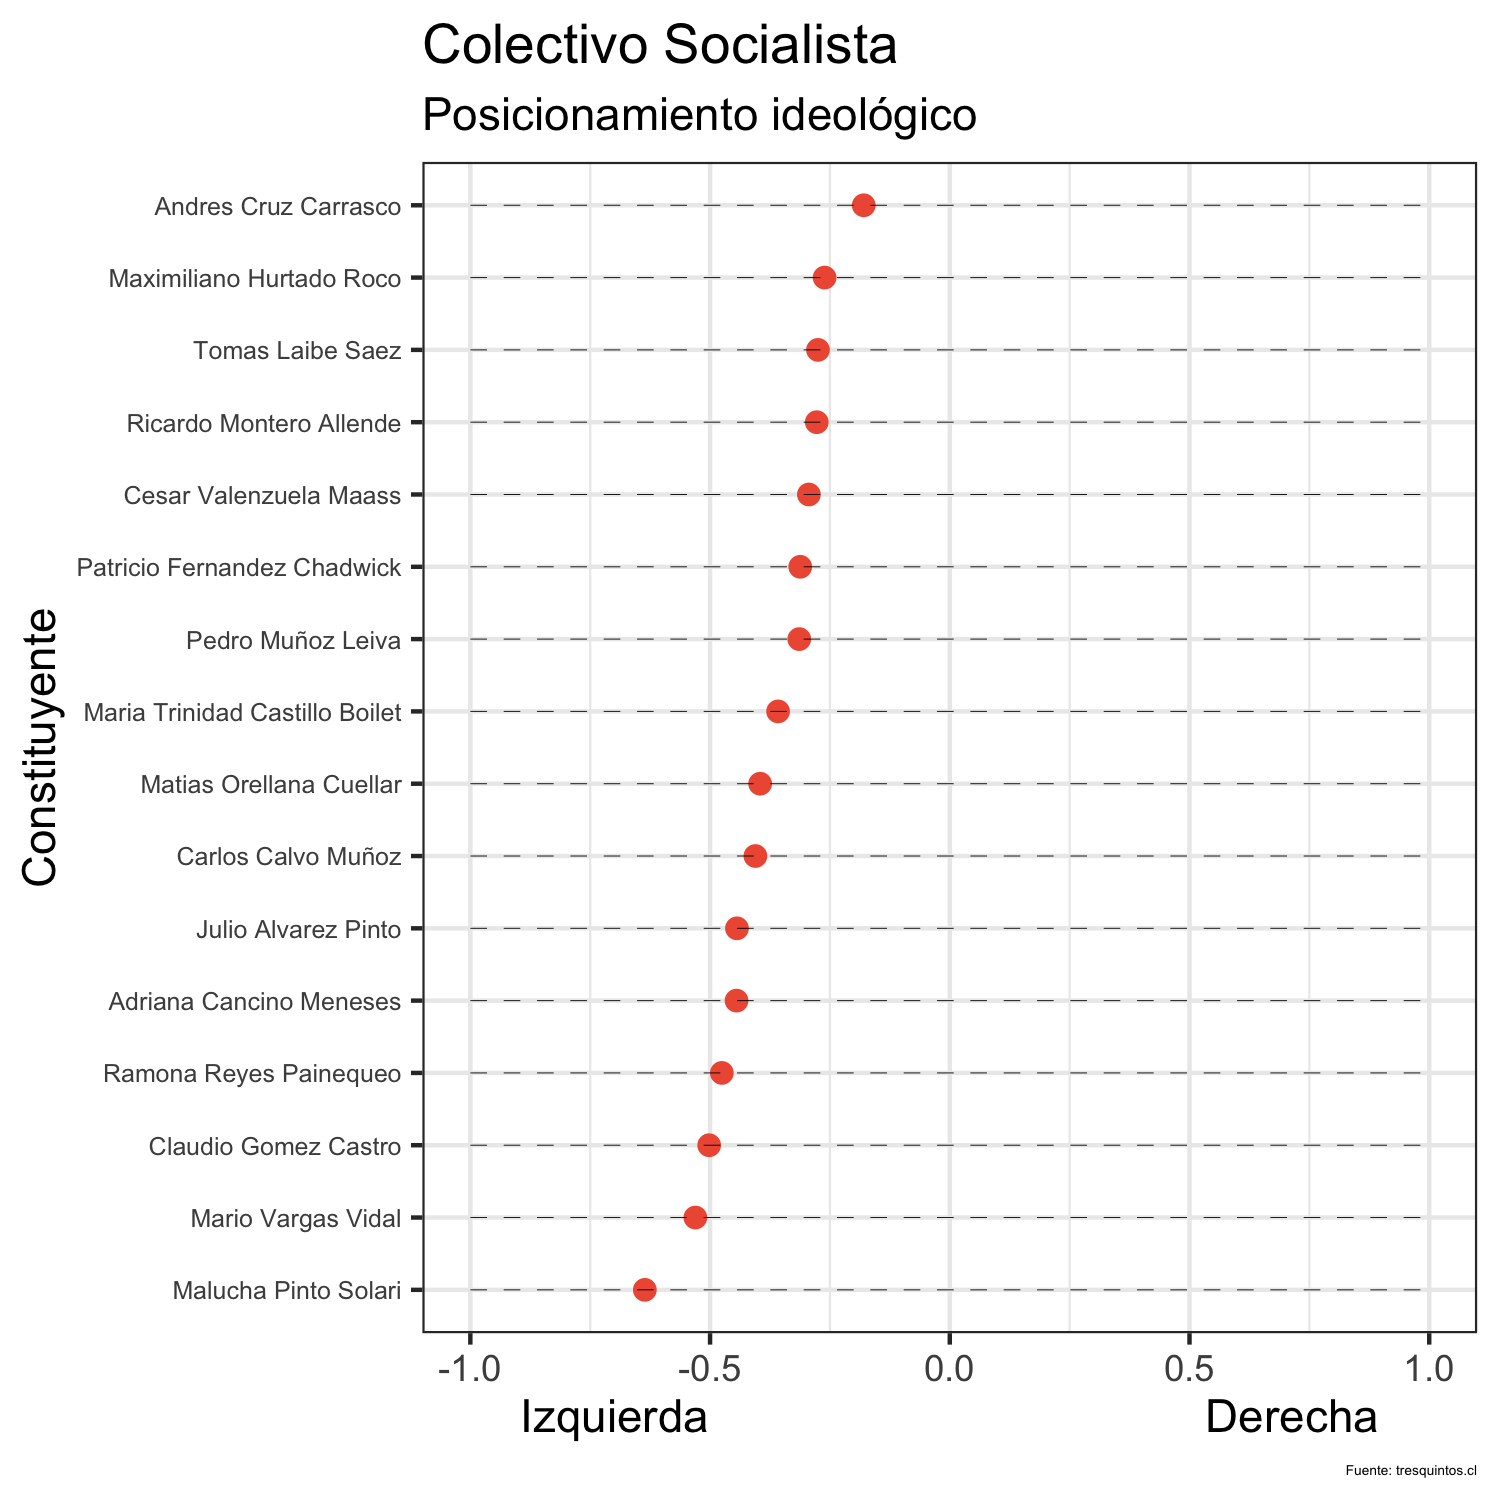 Colectivo Socialista
Posicionamiento ideológico
Constituyente
Andres Cruz Carrasco
Maximiliano Hurtado Roco
Tomas Laibe Saez
Ricardo Montero Allende
Cesar Valenzuela Maass
Patricio Fernandez Chadwick
Pedro Muñoz Leiva
Maria Trinidad Castillo Boilet
Matias Orellana Cuellar
Carlos Calvo Muñoz
Julio Alvarez Pinto
Adriana Cancino Meneses
Ramona Reyes Painequeo
Claudio Gomez Castro
Mario Vargas Vidal
Malucha Pinto Solari
-1.0 -0.5 0.0 0.5 1.0
Izquierda Derecha
Fuente: tresquintos.cl